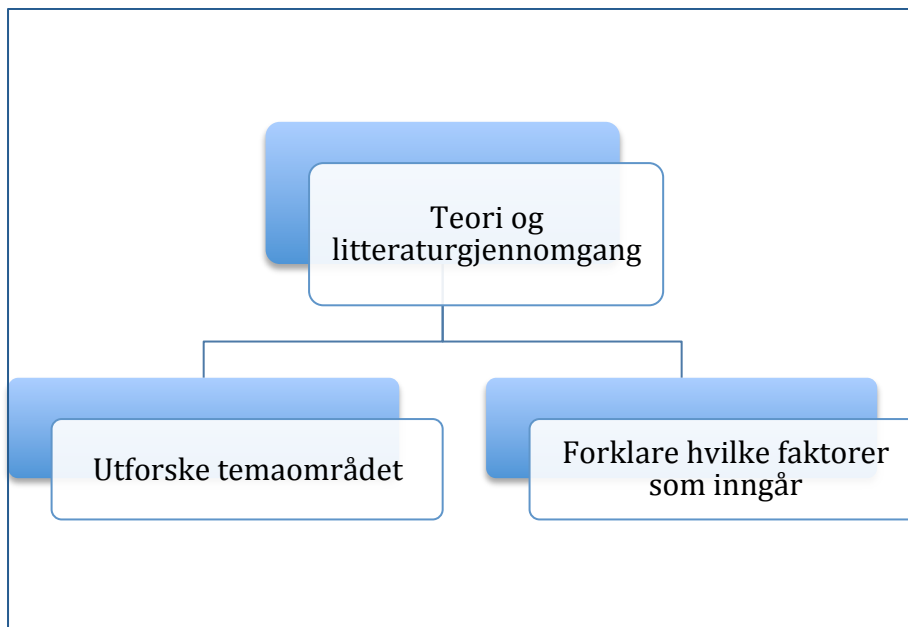 Teori og
litteraturgjennomgang
Utforske temaområdet
Forklare hvilke faktorer
som inngår